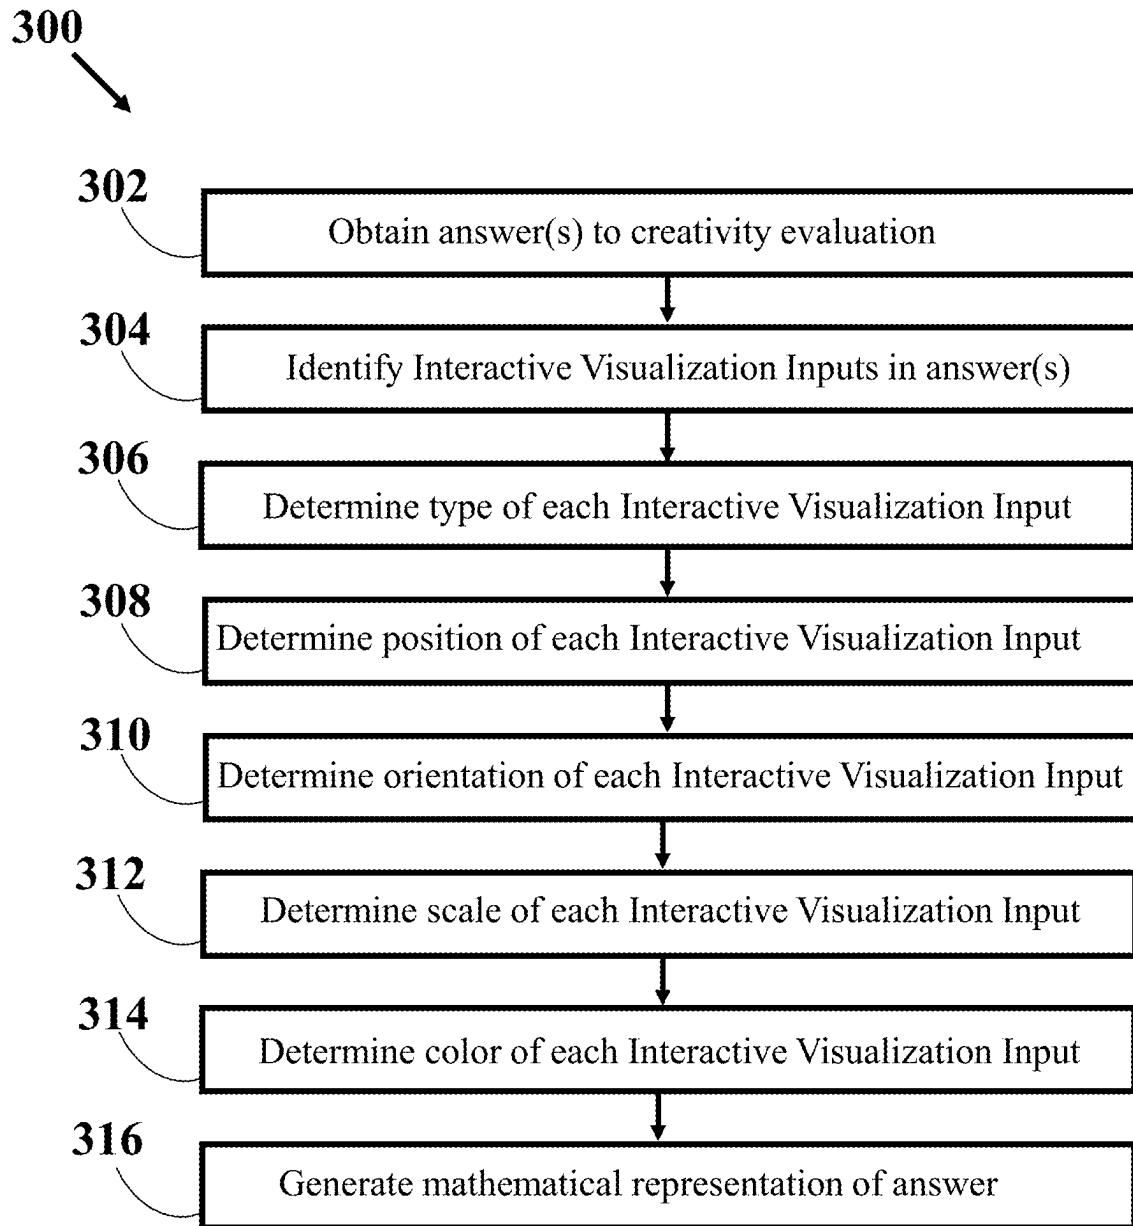 300
302
Obtain answer(s) to creativity evaluation
304
Identify Interactive Visualization Inputs in answer(s)
306
Determine type of each Interactive Visualization Input
308
Determine position of each Interactive Visualization Input
310
Determine orientation of each Interactive Visualization Input
312
Determine scale of each Interactive Visualization Input
314
Determine color of each Interactive Visualization Input
316
Generate mathematical representation of answer